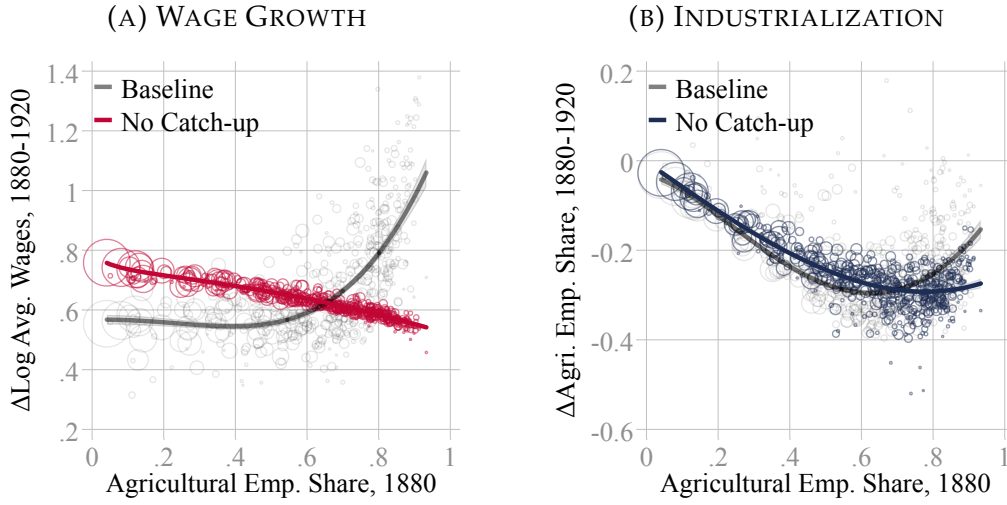 (A) WAGE GROWTH
1.4
1.2
1
.8
.6
.4
.2
0
.2
.4
.6
.8
1
ΔLog Avg. Wages, 1880-1920
Agricultural Emp. Share, 1880
Baseline
No Catch-up
(B) INDUSTRIALIZATION
0.2
0
-0.2
-0.4
-0.6
0
.2
.4
.6
.8
1
ΔAgri. Emp. Share, 1880-1920
Agricultural Emp. Share, 1880
Baseline
No Catch-up